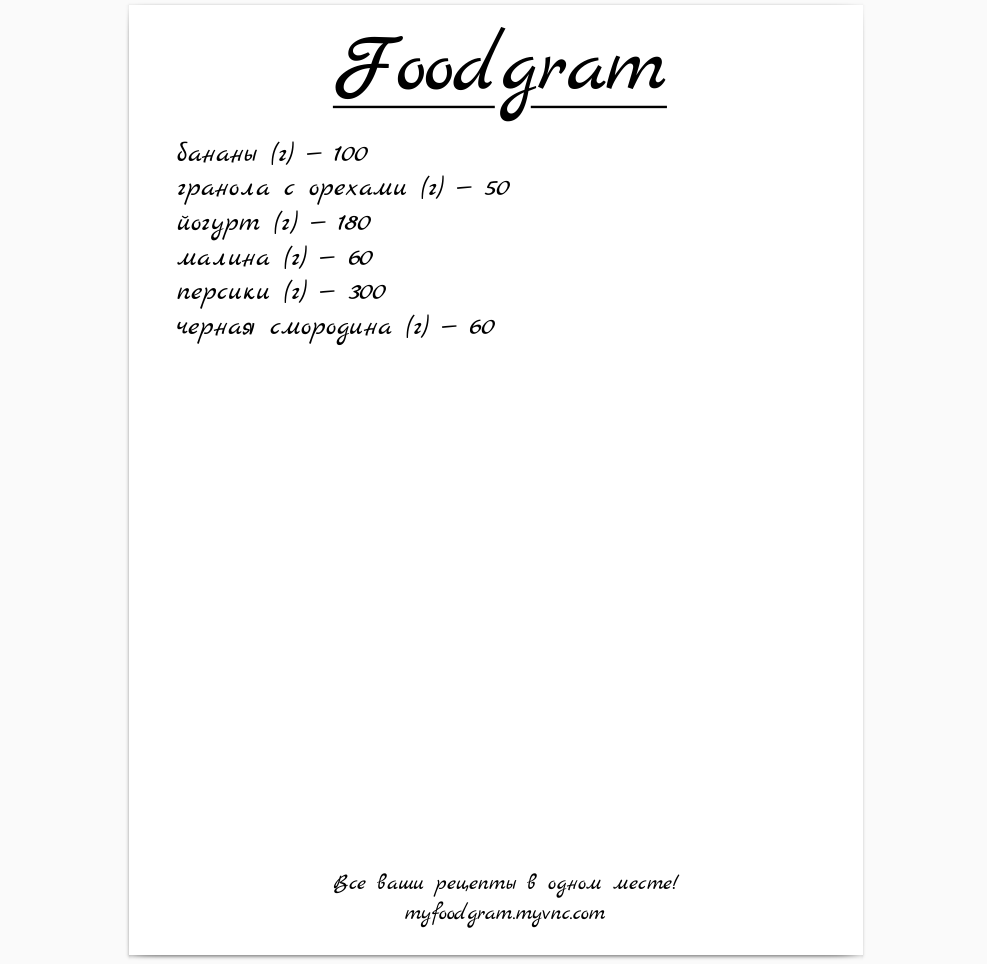 Foodgram
бананы (г) — 100
гранола с орехами (г) — 50
йогурт (г) — 180
малина (г) — 60
персики (г) — 300
черная смородина (г) — 60
Все ваши рецепты в одном месте!
myfoodgram.myvnc.com